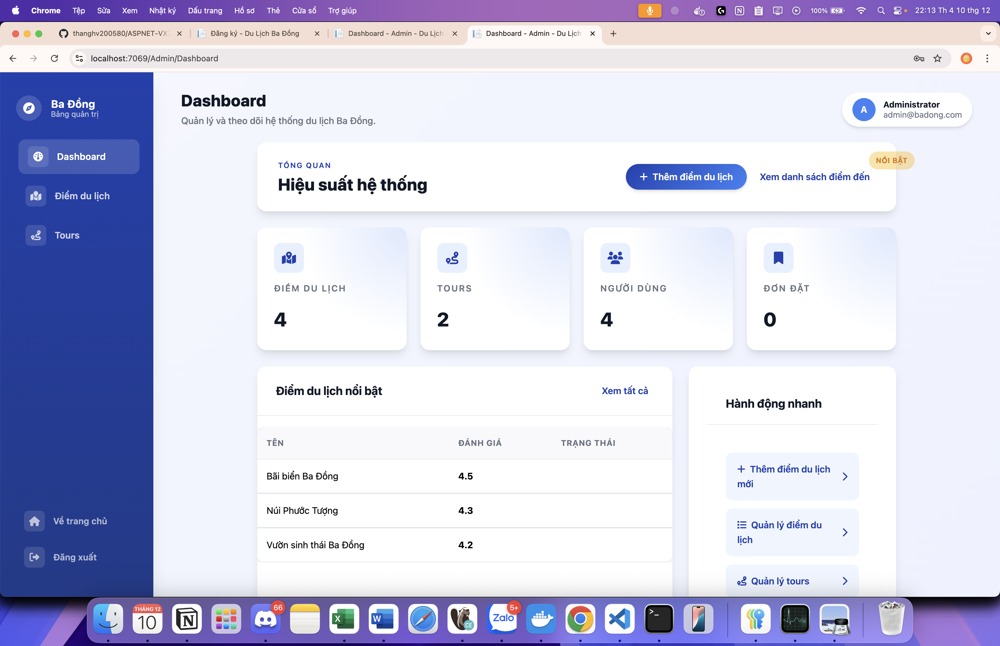 Chrome Tệp Sửa Xem Nhật ký Dấu trang Hồ sơ Thẻ Cửa sổ Trợ giúp
100% 22:13 Th 4 10 thg 12
thanghv200580/ASPNET-VX
Đăng ký - Du Lịch Ba Đồng
Dashboard - Admin - Du Lịch
Dashboard - Admin - Du Lịch
localhost:7069/Admin/Dashboard
Ba Đồng
Bảng quản trị
Dashboard
Điểm du lịch
Tours
Về trang chủ
Đăng xuất
Dashboard
Quản lý và theo dõi hệ thống du lịch Ba Đồng.
A
Administrator
admin@badong.com
TỔNG QUAN
Hiệu suất hệ thống
Thêm điểm du lịch
Xem danh sách điểm đến
NỔI BẬT
ĐIỂM DU LỊCH
4
TOURS
2
NGƯỜI DÙNG
4
ĐƠN ĐẶT
0
Điểm du lịch nổi bật
Xem tất cả
TÊN ĐÁNH GIÁ TRẠNG THÁI
Bãi biển Ba Đồng 4.5
Núi Phước Tượng 4.3
Vườn sinh thái Ba Đồng 4.2
Hành động nhanh
Thêm điểm du lịch
mới
Quản lý điểm du
lịch
Quản lý tours
THÁNG 12
10
66
X
W
CE
Zalo
5+